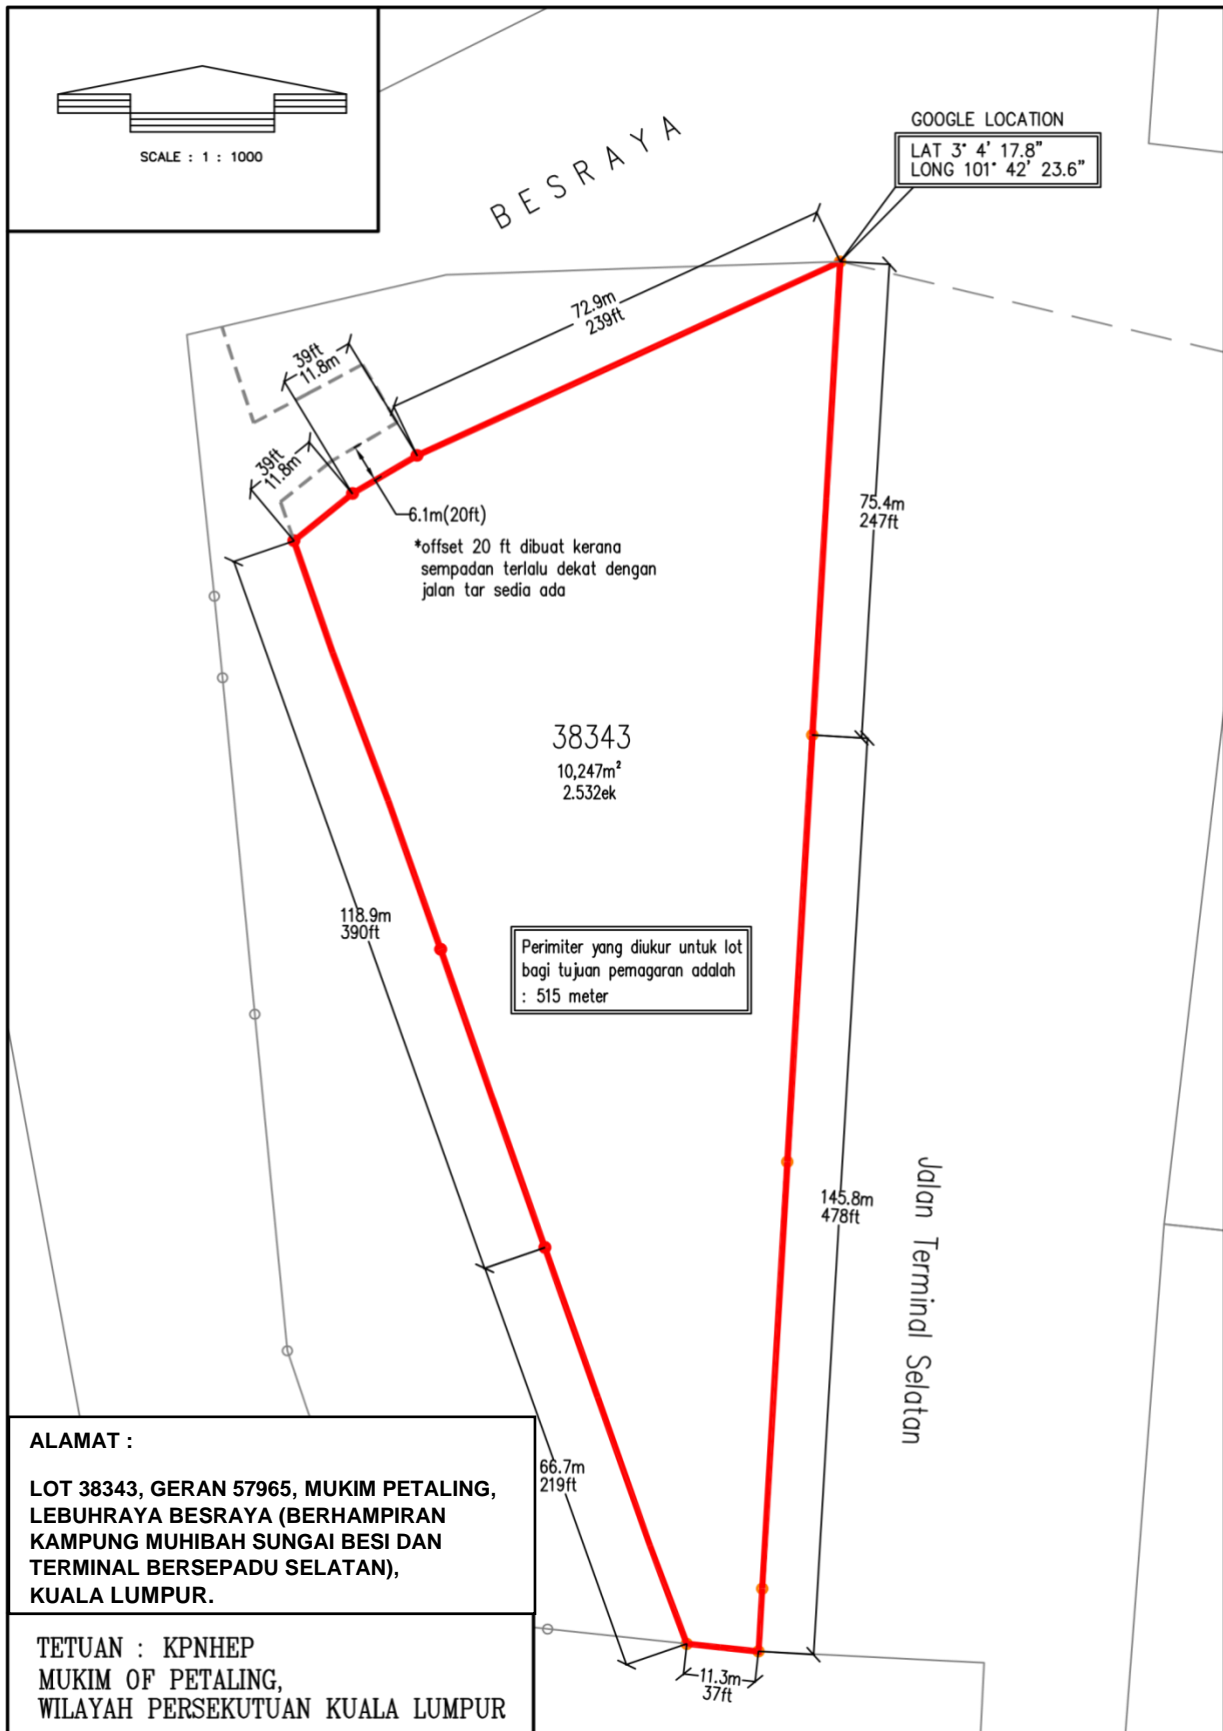 SCALE : 1 : 1000
BESRAYA
GOOGLE LOCATION
LAT 3° 4' 17.8"
LONG 101° 42' 23.6"
72.9m
239ft
39ft
11.8m
39ft
11.8m
6.1m(20ft)
*offset 20 ft dibuat kerana
sempadan terlalu dekat dengan
jalan tar sedia ada
75.4m
247ft
38343
10,247m²
2.532ek
118.9m
390ft
Perimiter yang diukur untuk lot
bagi tujuan pemagaran adalah
: 515 meter
145.8m
478ft
Jalan Terminal Selatan
66.7m
219ft
11.3m
37ft
ALAMAT :
LOT 38343, GERAN 57965, MUKIM PETALING,
LEBUHRAYA BESRAYA (BERHAMPIRAN
KAMPUNG MUHIBAH SUNGAI BESI DAN
TERMINAL BERSEPADU SELATAN),
KUALA LUMPUR.
TETUAN : KPNHEP
MUKIM OF PETALING,
WILAYAH PERSEKUTUAN KUALA LUMPUR